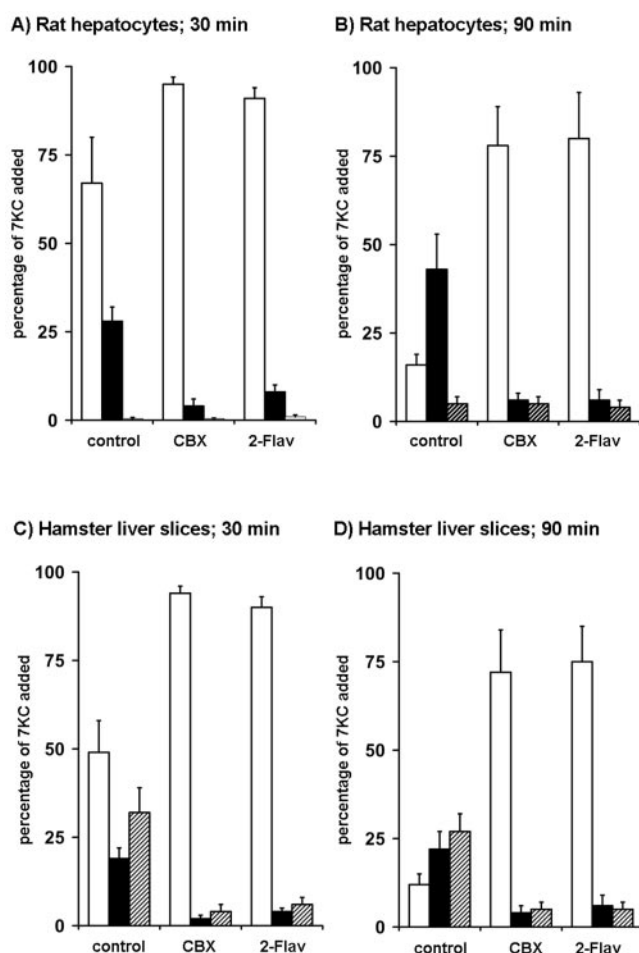 A) Rat hepatocytes; 30 min
percentage of 7KC added
100
75
50
25
0
control CBX 2-Flav
B) Rat hepatocytes; 90 min
percentage of 7KC added
100
75
50
25
0
control CBX 2-Flav
C) Hamster liver slices; 30 min
percentage of 7KC added
100
75
50
25
0
control CBX 2-Flav
D) Hamster liver slices; 90 min
percentage of 7KC added
100
75
50
25
0
control CBX 2-Flav